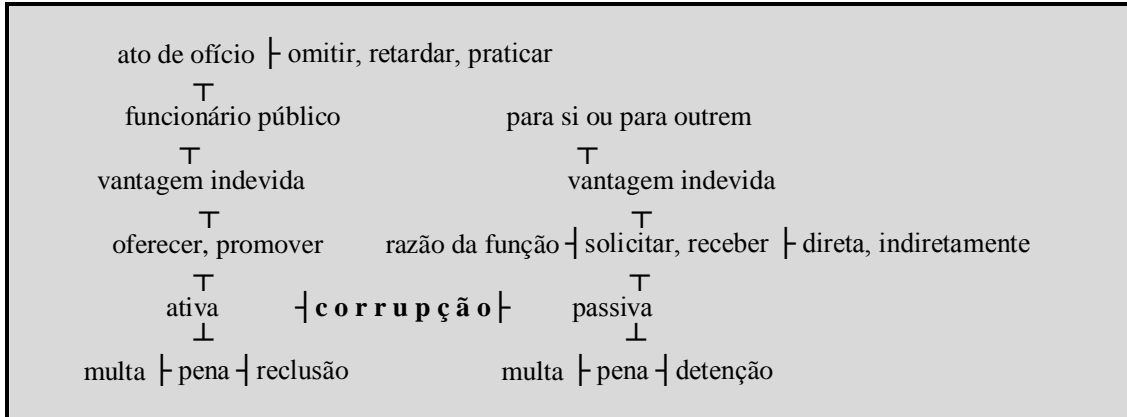 ato de ofício ├ omitir, retardar, praticar
┬
funcionário público para si ou para outrem
┬ ┬
vantagem indevida vantagem indevida
┬ ┬
oferecer, promover razão da função ┤ solicitar, receber ├ direta, indiretamente
┬ ┬
ativa ┤c o r r u p ç ã o├ passiva
┴ ┴
multa ├ pena ┤ reclusão multa ├ pena ┤ detenção